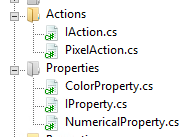 Actions
IAction.cs
PixelAction.cs
Properties
ColorProperty.cs
IProperty.cs
NumericalProperty.cs